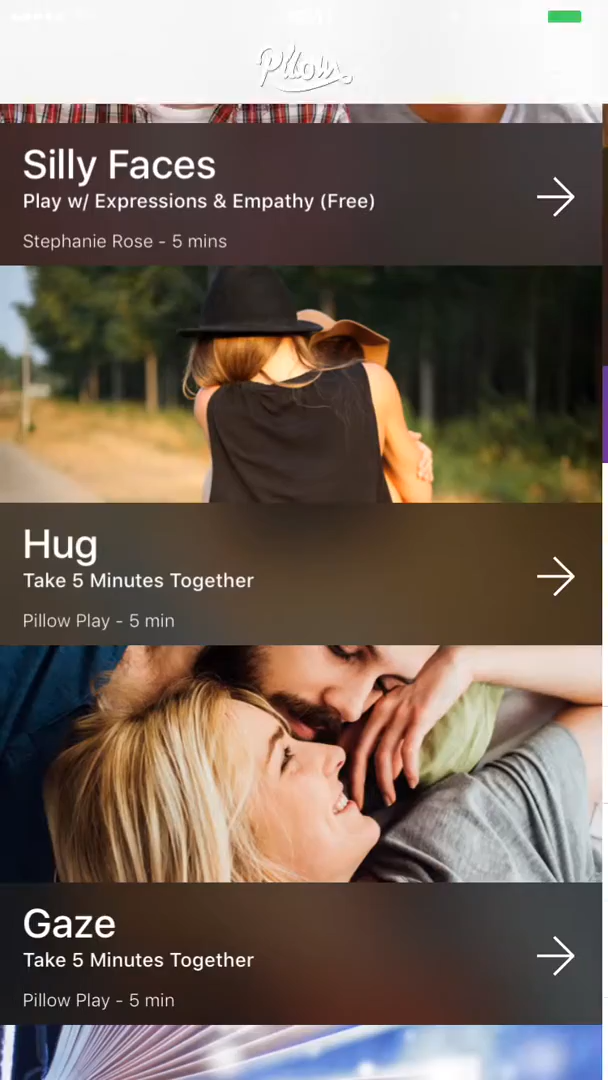 Pillow
Silly Faces
Play w/ Expressions & Empathy (Free)
Stephanie Rose - 5 mins
Hug
Take 5 Minutes Together
Pillow Play - 5 min
Gaze
Take 5 Minutes Together
Pillow Play - 5 min